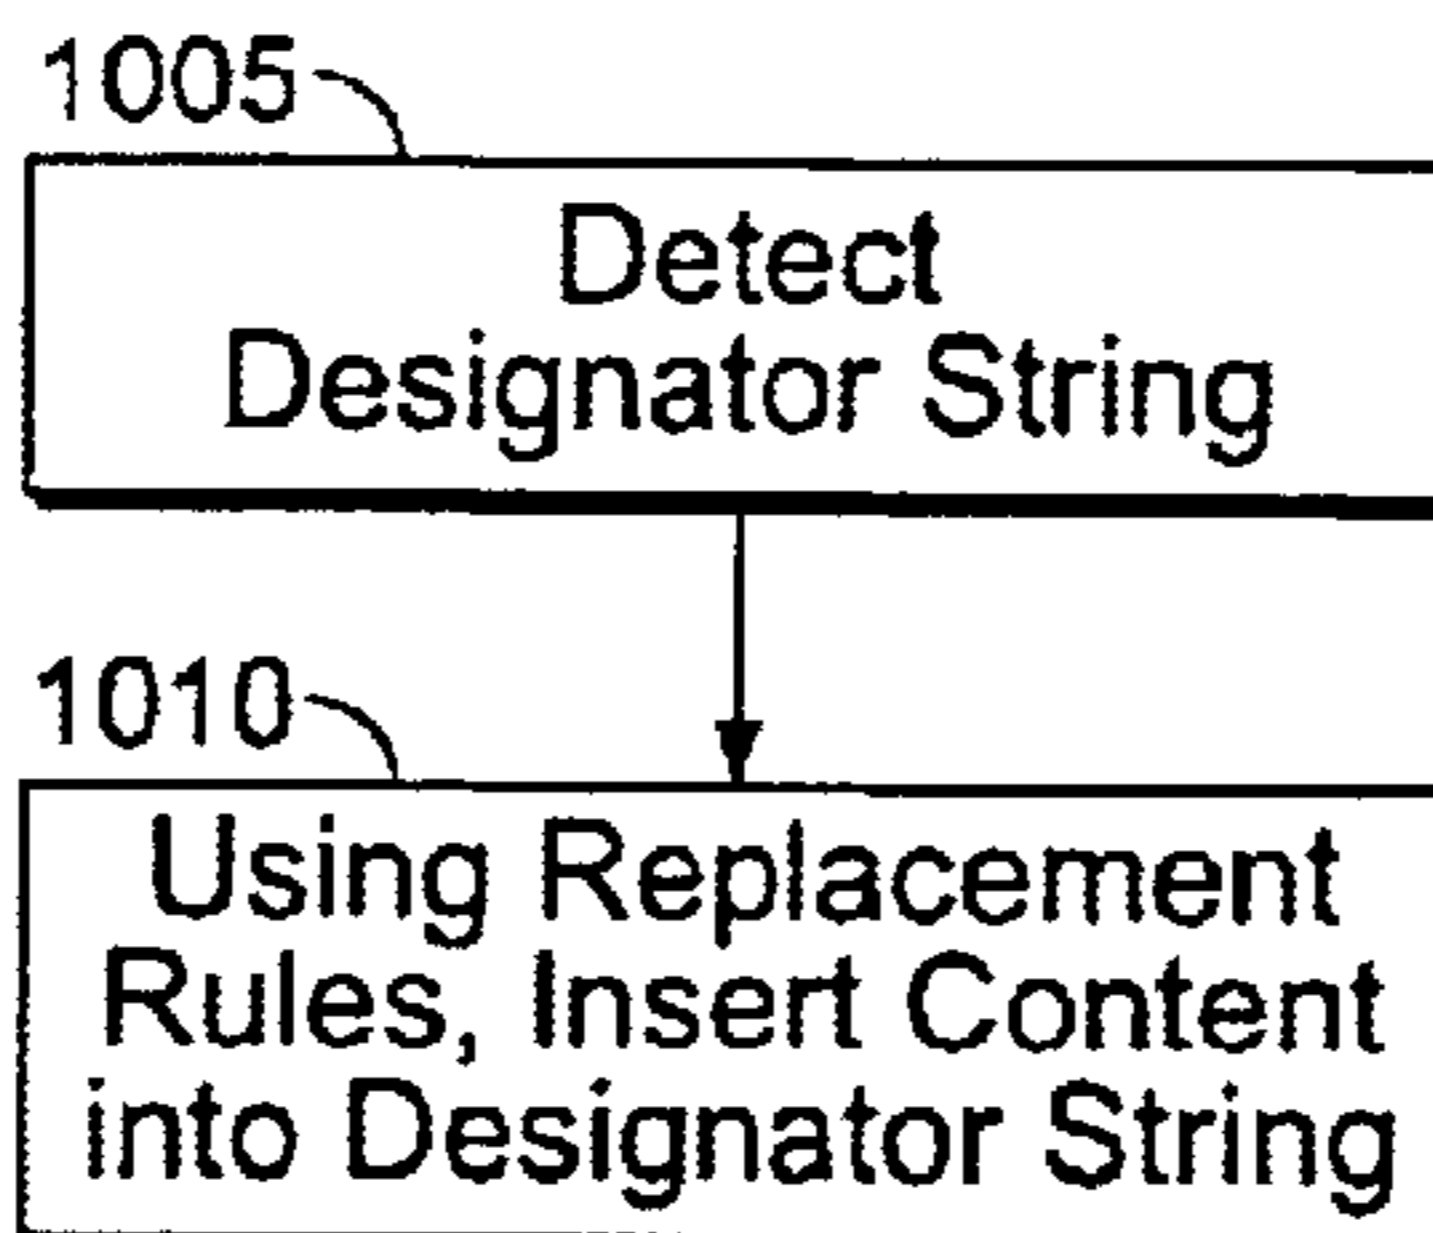 1005
Detect
Designator String
1010
Using Replacement
Rules, Insert Content
into Designator String